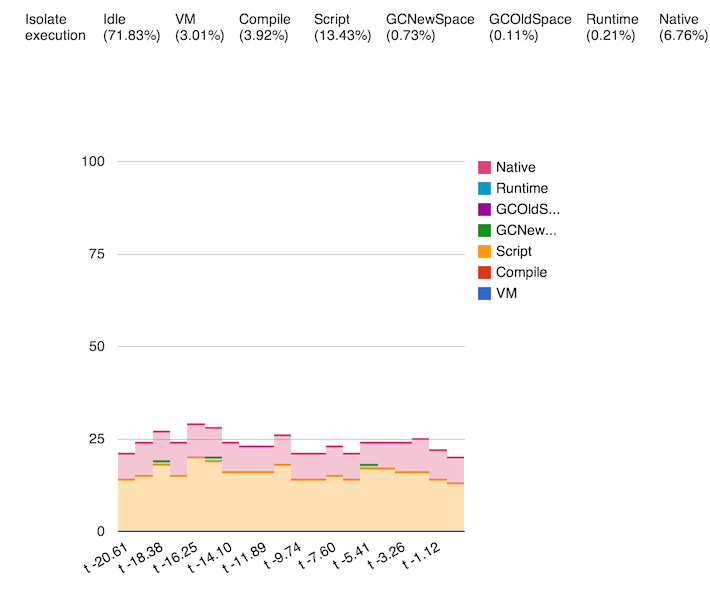 Isolate execution
Idle (71.83%)
VM (3.01%)
Compile (3.92%)
Script (13.43%)
GCNewSpace (0.73%)
GCOldSpace (0.11%)
Runtime (0.21%)
Native (6.76%)
100
75
50
25
0
Native
Runtime
GCOldS...
GCNew...
Script
Compile
VM
t -20.61
t -18.38
t -16.25
t -14.10
t -11.89
t -9.74
t -7.60
t -5.41
t -3.26
t -1.12